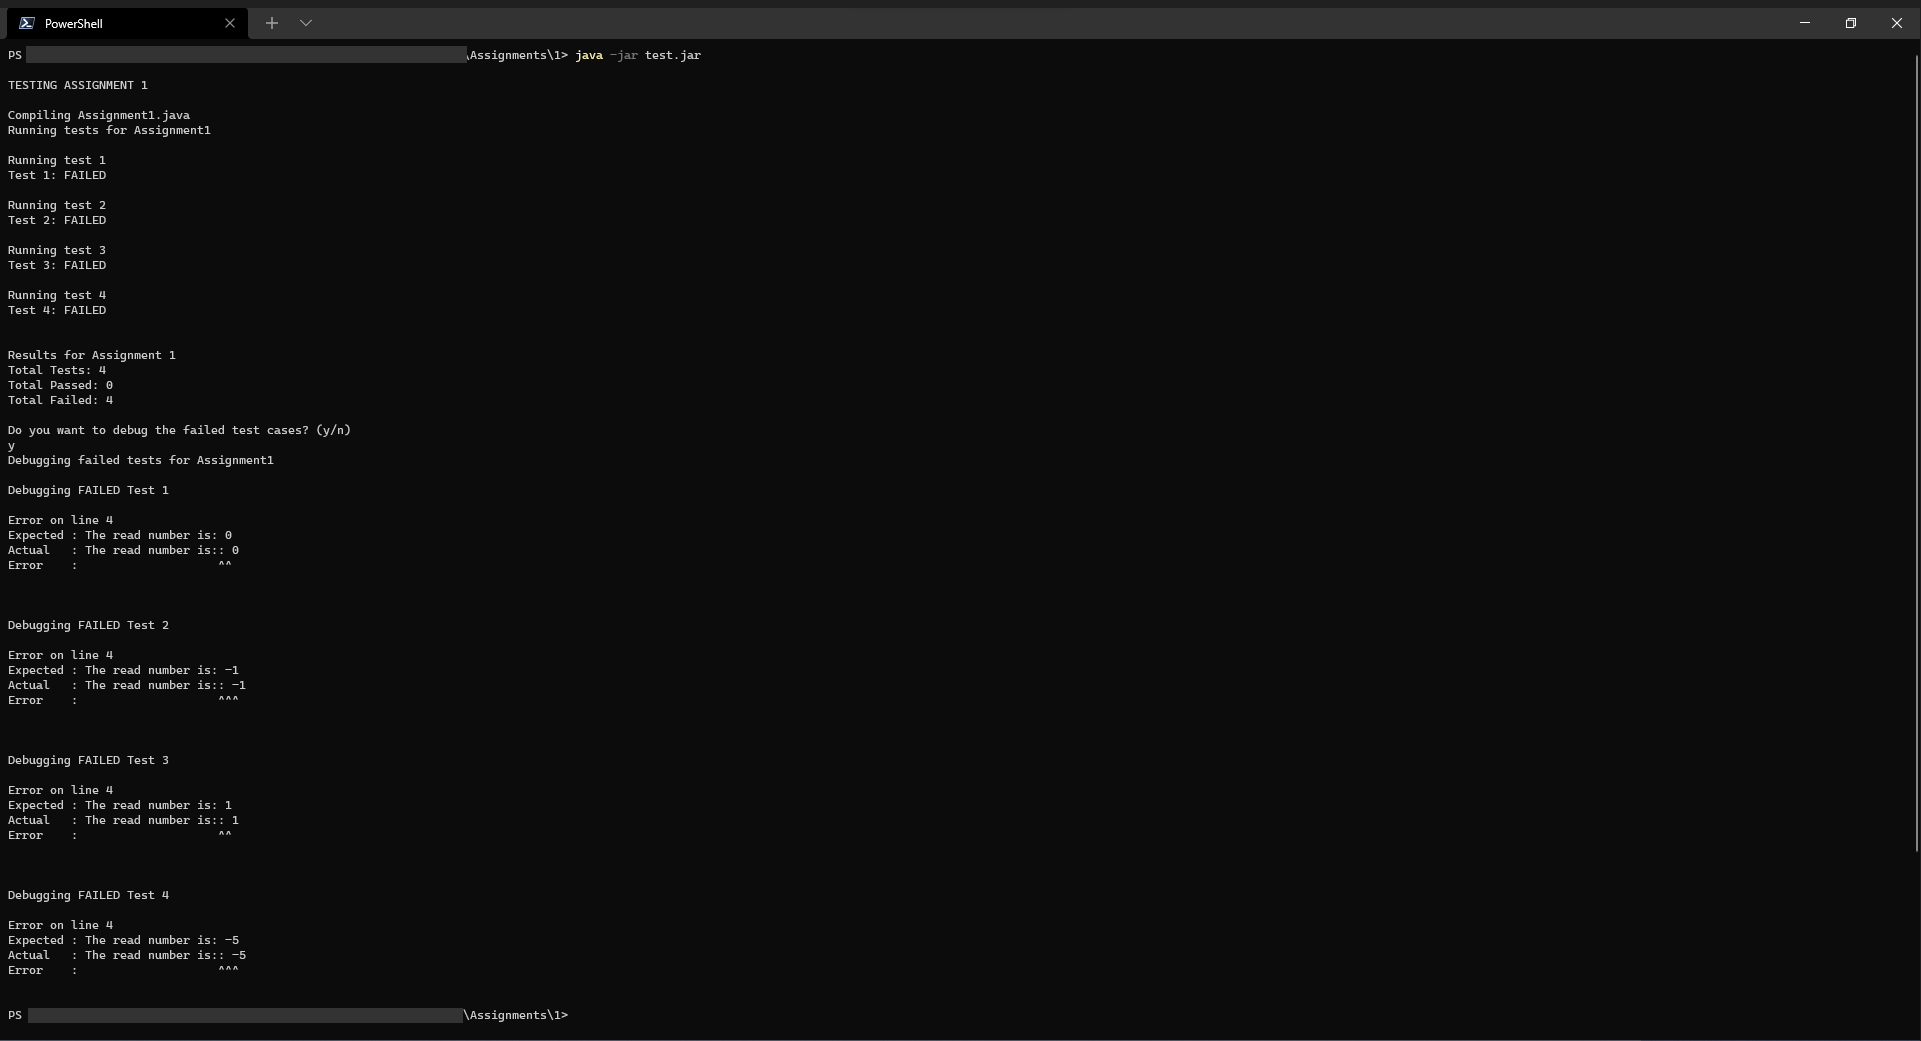 PowerShell
PS \Assignments\1> java -jar test.jar
TESTING ASSIGNMENT 1
Compiling Assignment1.java
Running tests for Assignment1
Running test 1
Test 1: FAILED
Running test 2
Test 2: FAILED
Running test 3
Test 3: FAILED
Running test 4
Test 4: FAILED
Results for Assignment 1
Total Tests: 4
Total Passed: 0
Total Failed: 4
Do you want to debug the failed test cases? (y/n)
y
Debugging failed tests for Assignment1
Debugging FAILED Test 1
Error on line 4
Expected : The read number is: 0
Actual   : The read number is:: 0
Error    :                    ^^
Debugging FAILED Test 2
Error on line 4
Expected : The read number is: -1
Actual   : The read number is:: -1
Error    :                    ^^^
Debugging FAILED Test 3
Error on line 4
Expected : The read number is: 1
Actual   : The read number is:: 1
Error    :                    ^^
Debugging FAILED Test 4
Error on line 4
Expected : The read number is: -5
Actual   : The read number is:: -5
Error    :                    ^^^
PS \Assignments\1>